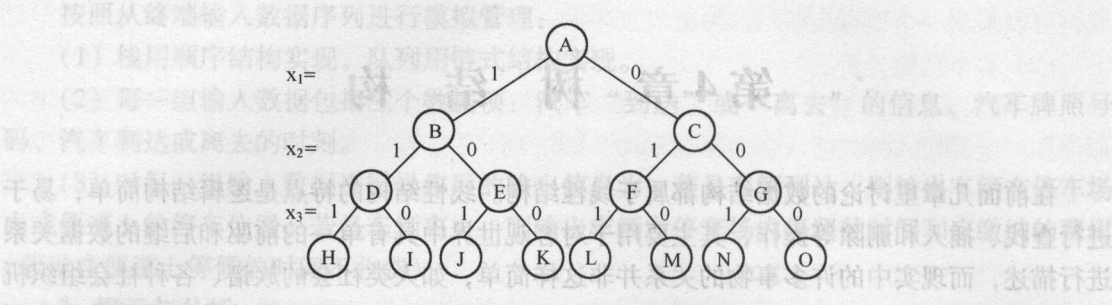 按照从终端输入数据序列进行模拟管理:
A
(1) 栈用顺序结构实现,队列用链式结构实现。
x₁= 1 0
第4章 树 结 构
(2) 每一组输入数据包括 个数据项: “到达” 或 “离去” 的信息、汽车牌照号
B C
码、汽车到达或离去的时刻。
x₂= 1 0 1 0
D E F G
在前面几章里讨论的数据结构都属于线性结构,线性结构的特点是逻辑结构简单,易于
x₃= 1 0 1 0 1 0 1 0
进行查找、插入和删除等操作,其主要用于对客观世界中具有单一的前驱和后继的数据关系
H I J K L M N O
进行描述,而现实中的许多事物的关系并非这样简单,如人类社会的族谱、各种社会组织机